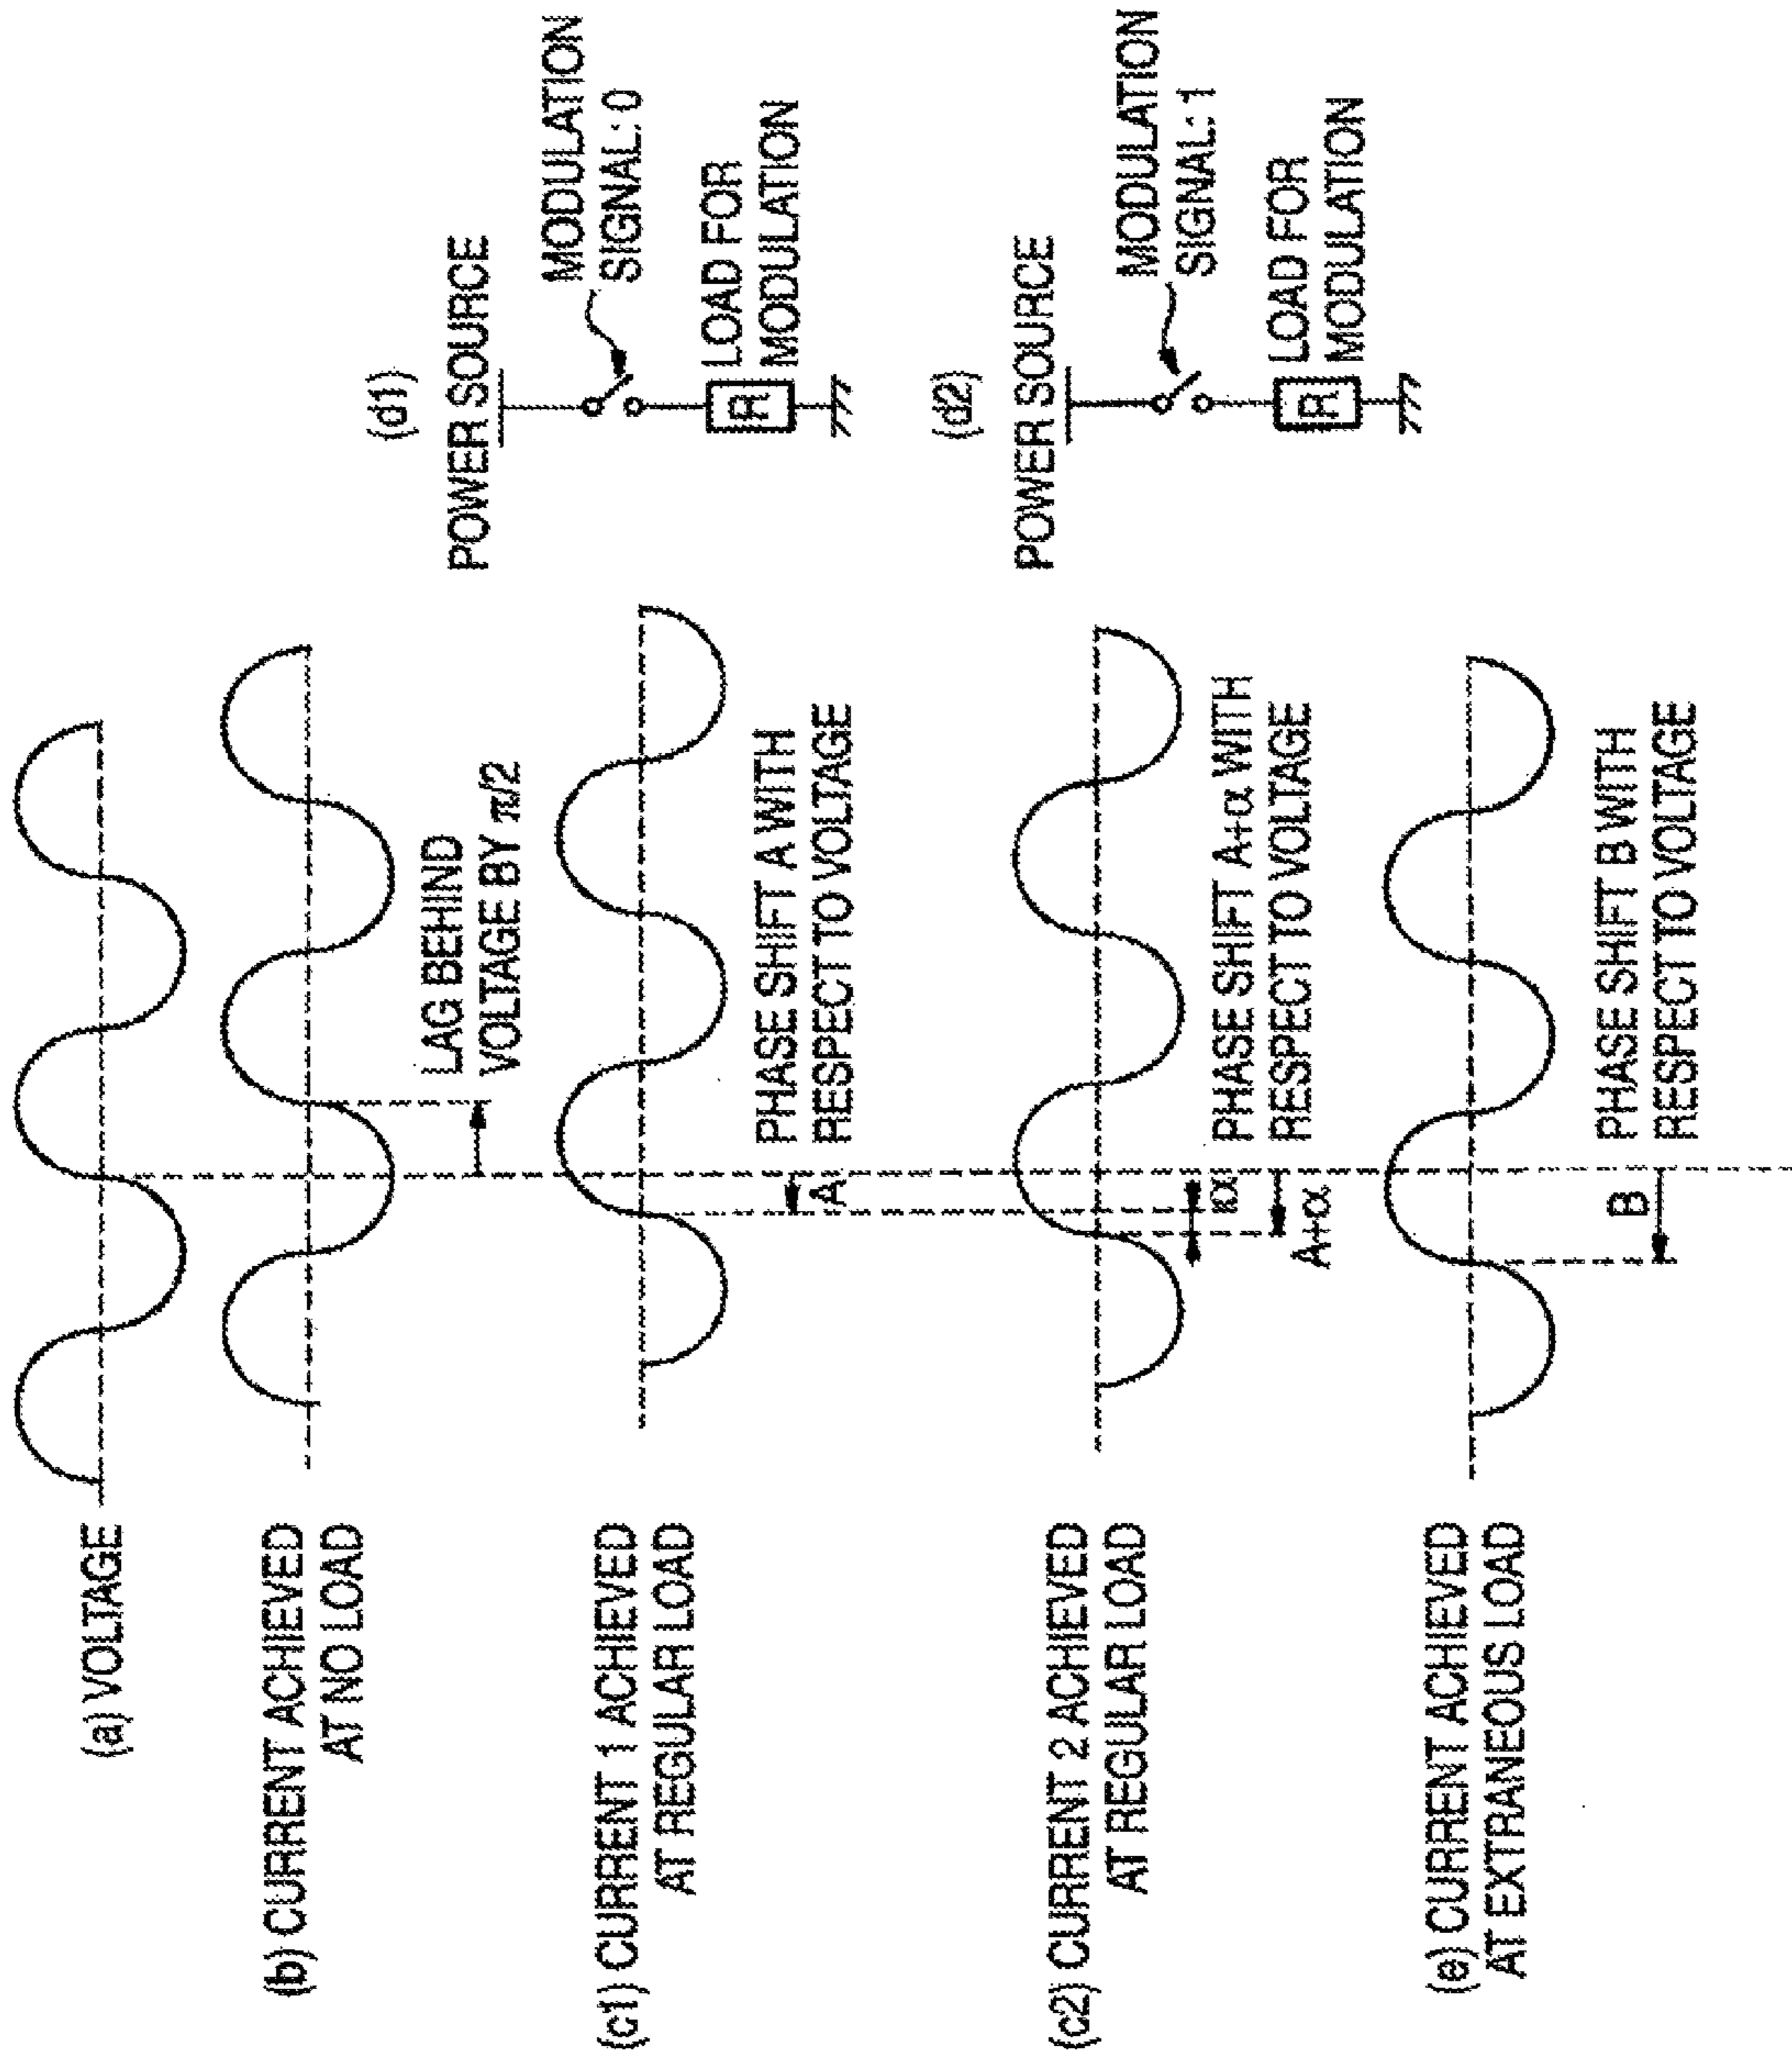 (a) VOLTAGE
(b) CURRENT ACHIEVED
AT NO LOAD
LAG BEHIND
VOLTAGE BY π/2
(c1) CURRENT 1 ACHIEVED
AT REGULAR LOAD
A
PHASE SHIFT A WITH
RESPECT TO VOLTAGE
(d1)
POWER SOURCE
MODULATION
SIGNAL: 0
R
LOAD FOR
MODULATION
(c2) CURRENT 2 ACHIEVED
AT REGULAR LOAD
α
A+α
PHASE SHIFT A+α WITH
RESPECT TO VOLTAGE
(d2)
POWER SOURCE
MODULATION
SIGNAL: 1
R
LOAD FOR
MODULATION
(e) CURRENT ACHIEVED
AT EXTRANEOUS LOAD
B
PHASE SHIFT B WITH
RESPECT TO VOLTAGE